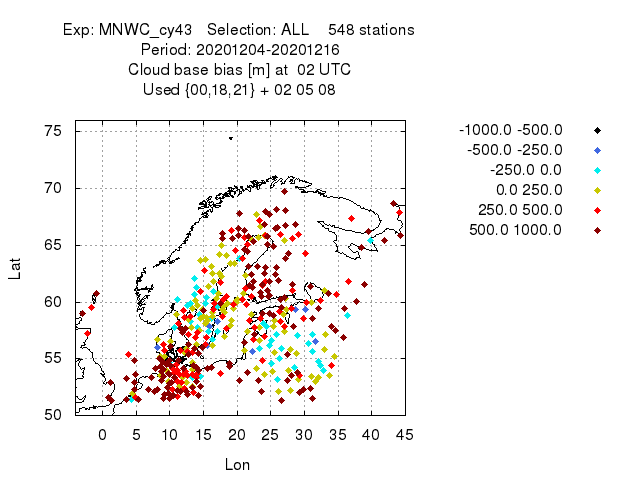 Exp: MNWC_cy43 Selection: ALL 548 stations
Period: 20201204-20201216
Cloud base bias [m] at 02 UTC
Used {00,18,21} + 02 05 08
-1000.0 -500.0
-500.0 -250.0
-250.0 0.0
0.0 250.0
250.0 500.0
500.0 1000.0
75
70
65
60
55
50
Lat
0 5 10 15 20 25 30 35 40 45
Lon